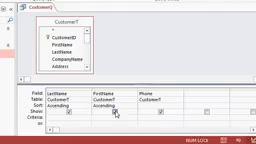 CustomerQ
CustomerT
*
CustomerID
FirstName
LastName
CompanyName
Address
Field: LastName FirstName Phone
Table: CustomerT CustomerT CustomerT
Sort: Ascending Ascending
Show:
Criteria:
or:
NUM LOCK